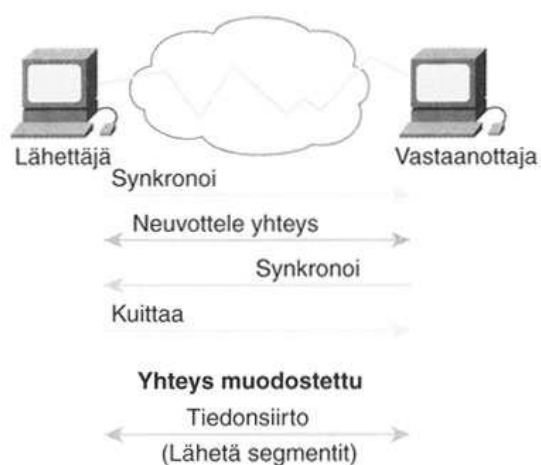 Lähettäjä
Vastaanottaja
Synkronoi
Neuvottele yhteys
Synkronoi
Kuittaa
Yhteys muodostettu
Tiedonsiirto
(Lähetä segmentit)